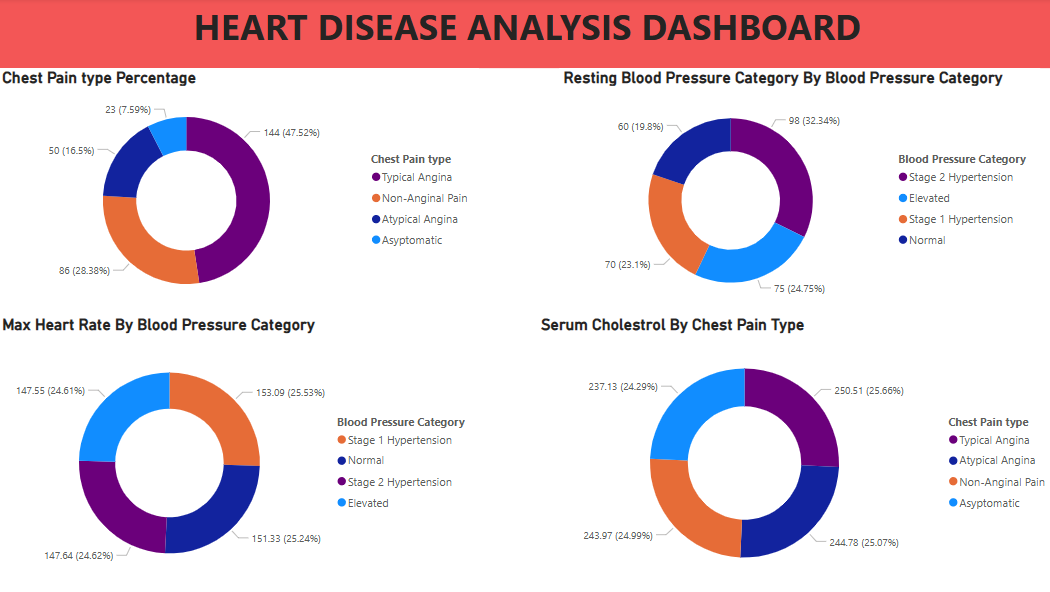 HEART DISEASE ANALYSIS DASHBOARD
Chest Pain type Percentage
23 (7.59%)
144 (47.52%)
50 (16.5%)
86 (28.38%)
Chest Pain type
Typical Angina
Non-Anginal Pain
Atypical Angina
Asyptomatic
Resting Blood Pressure Category By Blood Pressure Category
60 (19.8%)
98 (32.34%)
70 (23.1%)
75 (24.75%)
Blood Pressure Category
Stage 2 Hypertension
Elevated
Stage 1 Hypertension
Normal
Max Heart Rate By Blood Pressure Category
147.55 (24.61%)
153.09 (25.53%)
147.64 (24.62%)
151.33 (25.24%)
Blood Pressure Category
Stage 1 Hypertension
Normal
Stage 2 Hypertension
Elevated
Serum Cholestrol By Chest Pain Type
237.13 (24.29%)
250.51 (25.66%)
243.97 (24.99%)
244.78 (25.07%)
Chest Pain type
Typical Angina
Atypical Angina
Non-Anginal Pain
Asyptomatic